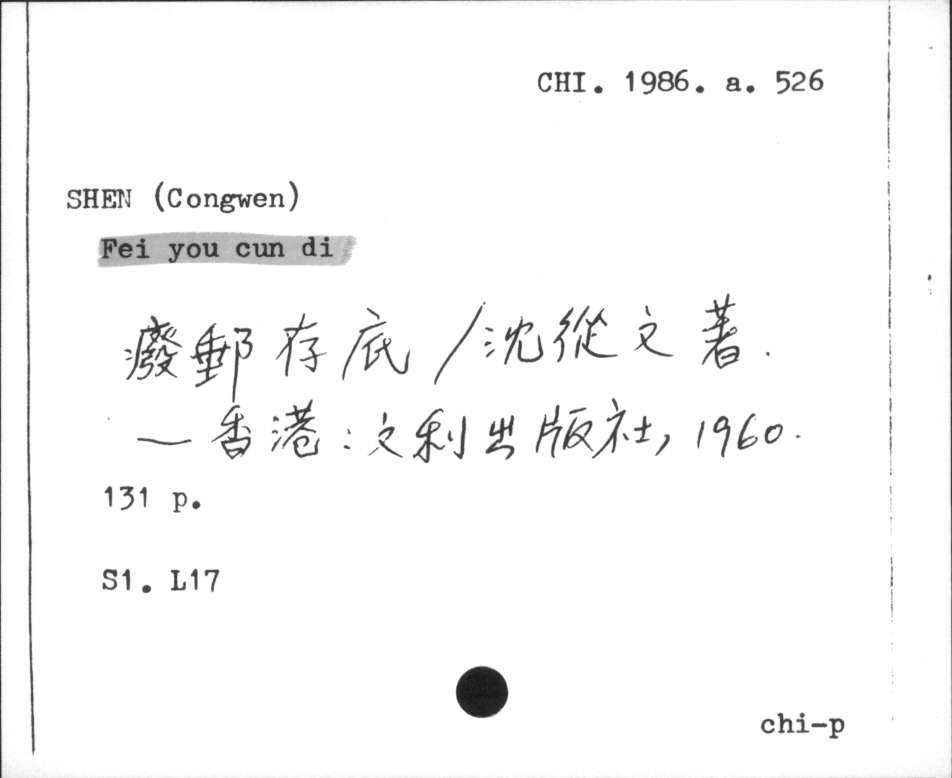 CHI. 1986. a. 526
SHEN (Congwen)
Fei you cun di
廢郵存底/沈從文著.
—香港:文利出版社, 1960.
131 p.
S1. L17
chi-p